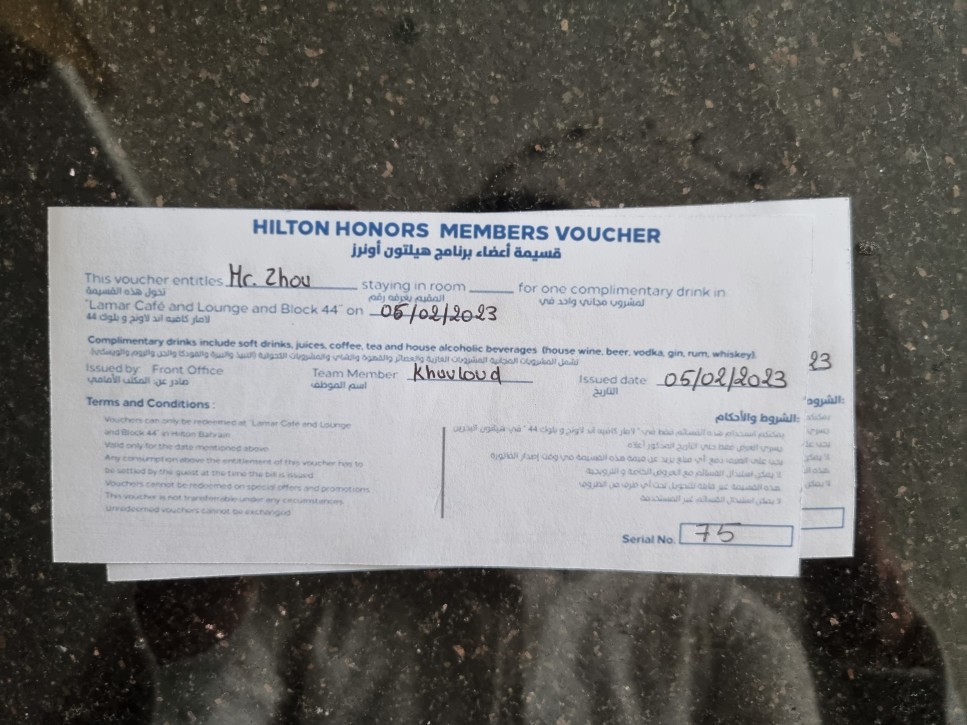 HILTON HONORS MEMBERS VOUCHER
قسيمة أعضاء برنامج هيلتون أونرز
This voucher entitles Mr. Zhou staying in room ______ for one complimentary drink in
تخول هذه القسيمة المقيم بغرفة رقم لمشروب مجاني واحد في
"Lamar Café and Lounge and Block 44" on 05/02/2023
لامار كافيه اند لاونج و بلوك 44
Complimentary drinks include soft drinks, juices, coffee, tea and house alcoholic beverages (house wine, beer, vodka, gin, rum, whiskey).
Issued by: Front Office Team Member Khouloud Issued date 05/02/2023
صادر عن المكتب الأمامي اسم الموظف التاريخ
23
Terms and Conditions :
الشروط والأحكام:
Vouchers can only be redeemed at "Lamar Café and Lounge
and Block 44" in Hilton Bahrain
Valid only for the date mentioned above
Any consumption above the entitlement of this voucher has to
be settled by the guest at the time the bill is issued
Vouchers cannot be redeemed on special offers and promotions
This voucher is not transferrable under any circumstances
Unredeemed vouchers cannot be exchanged
Serial No. 75